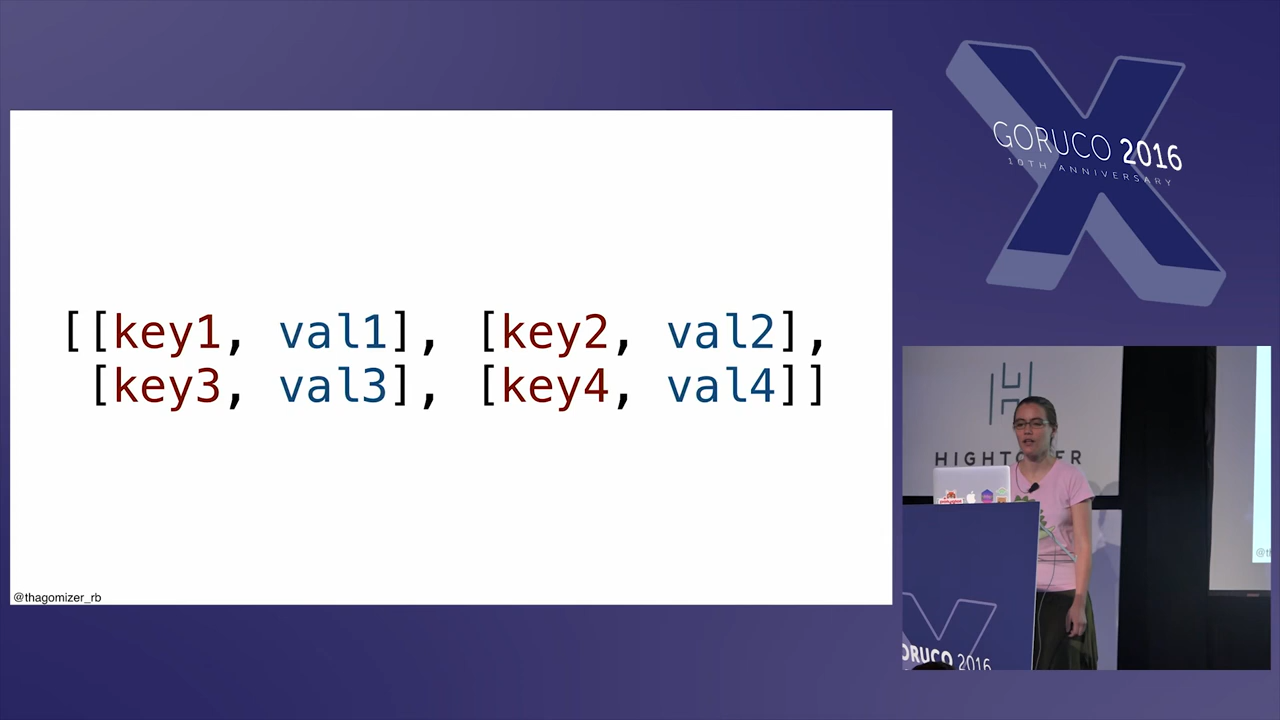 [[key1, val1], [key2, val2],
[key3, val3], [key4, val4]]
@thagomizer_rb
GORUCO 2016
10TH ANNIVERSARY
HIGHTOWER
GORUCO 2016